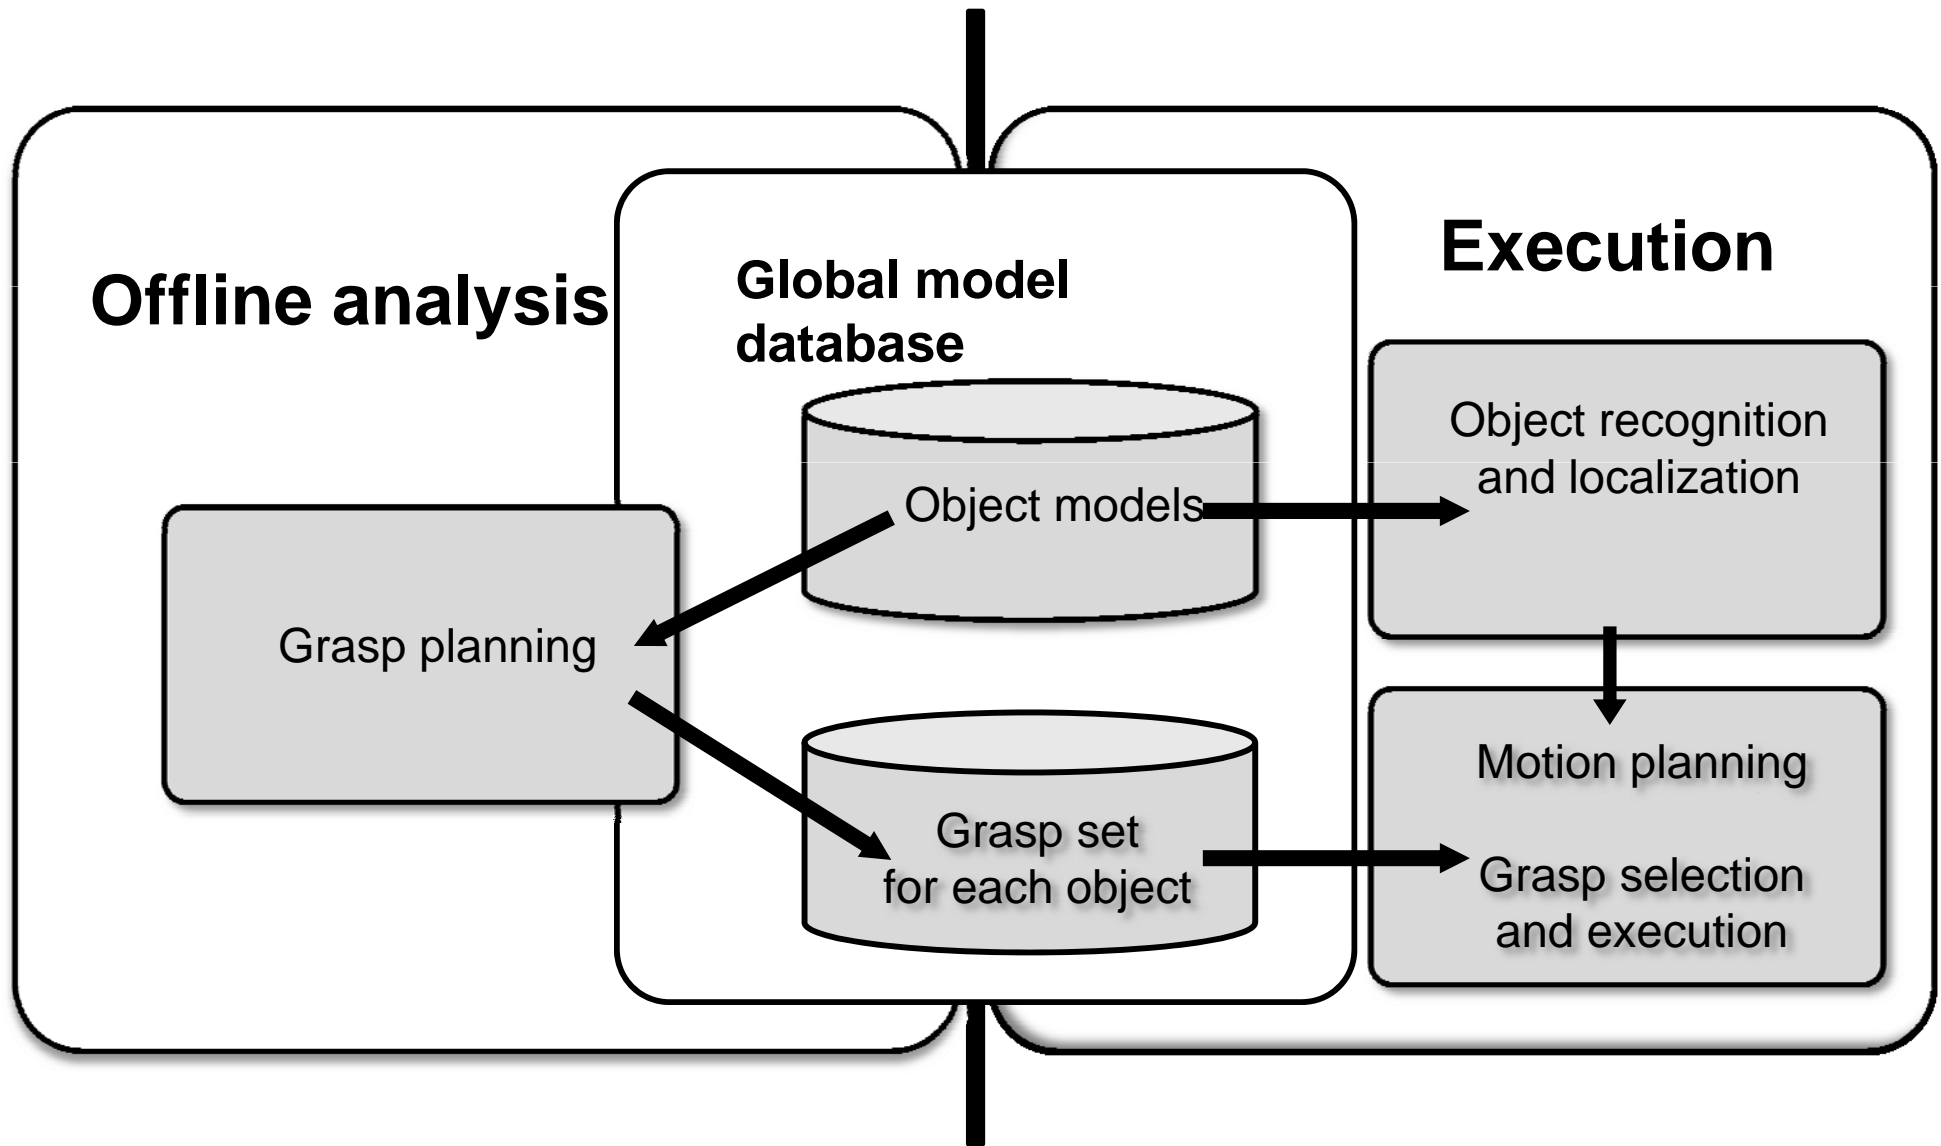 Offline analysis
Global model
database
Execution
Object models
Object recognition
and localization
Grasp planning
Grasp set
for each object
Motion planning
Grasp selection
and execution